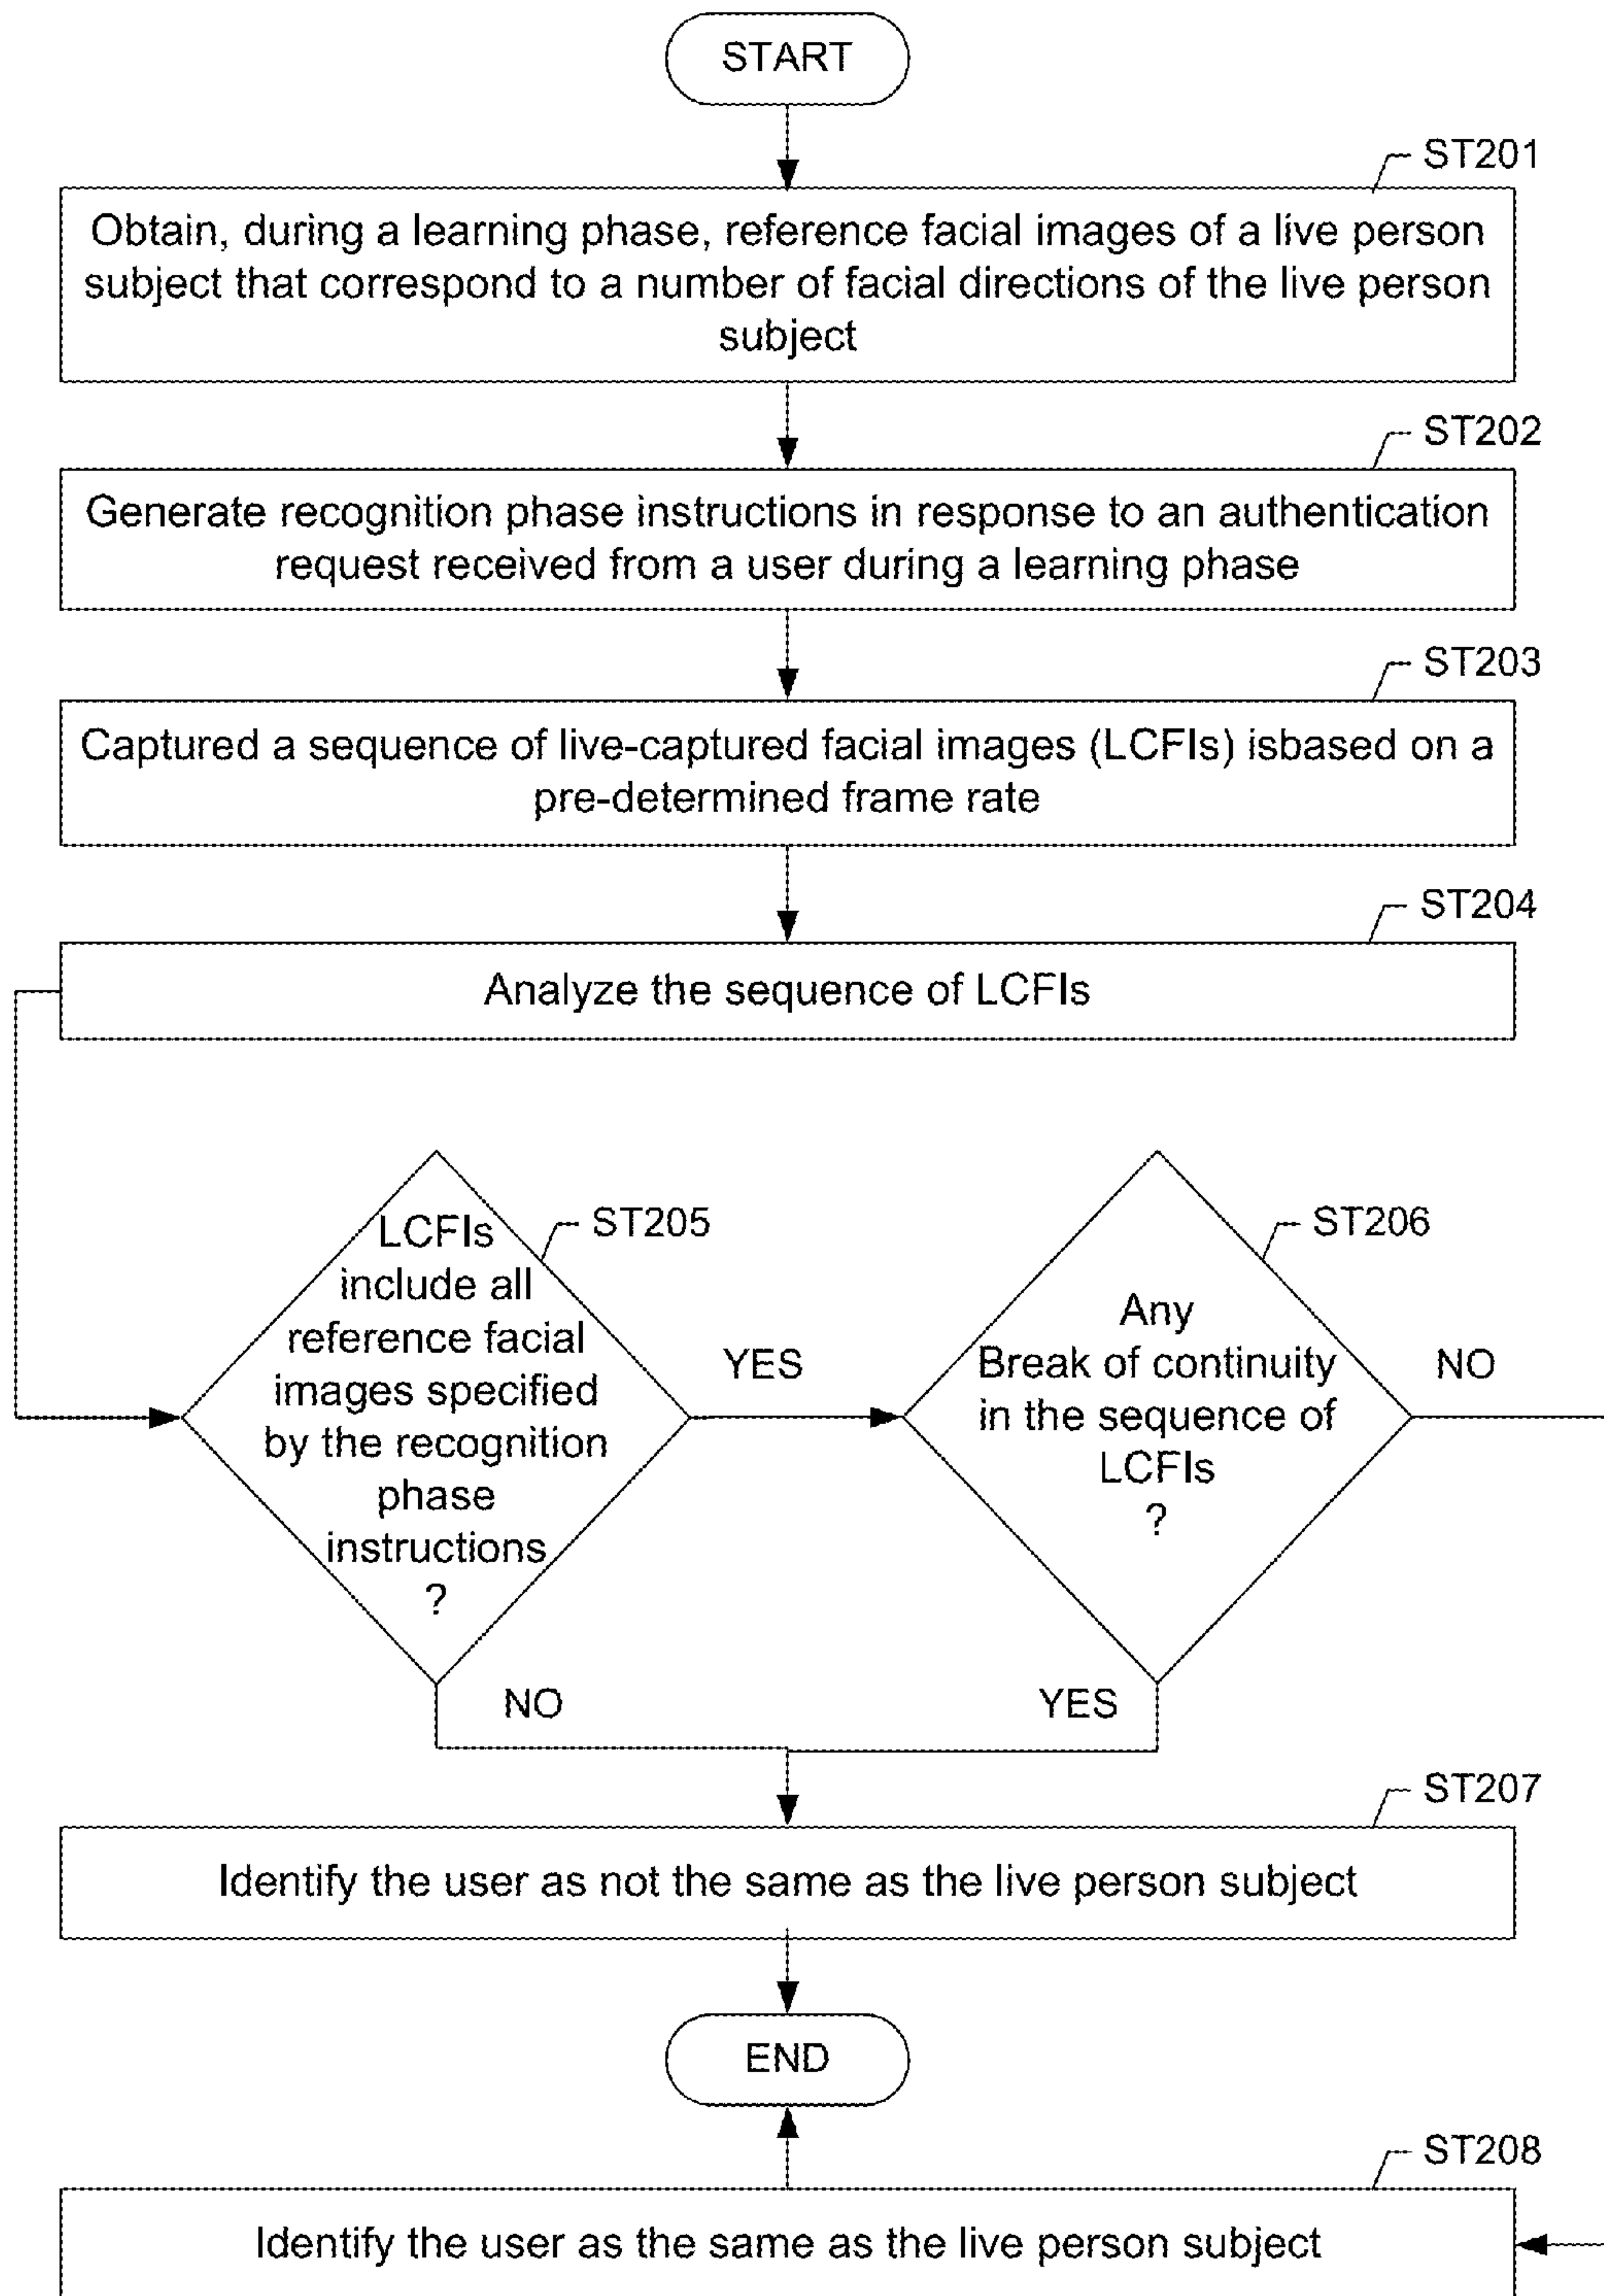 START
ST201
Obtain, during a learning phase, reference facial images of a live person
subject that correspond to a number of facial directions of the live person
subject
ST202
Generate recognition phase instructions in response to an authentication
request received from a user during a learning phase
ST203
Captured a sequence of live-captured facial images (LCFIs) isbased on a
pre-determined frame rate
ST204
Analyze the sequence of LCFIs
ST205
LCFIs
include all
reference facial
images specified
by the recognition
phase
instructions
?
YES
NO
ST206
Any
Break of continuity
in the sequence of
LCFIs
?
NO
YES
ST207
Identify the user as not the same as the live person subject
END
ST208
Identify the user as the same as the live person subject